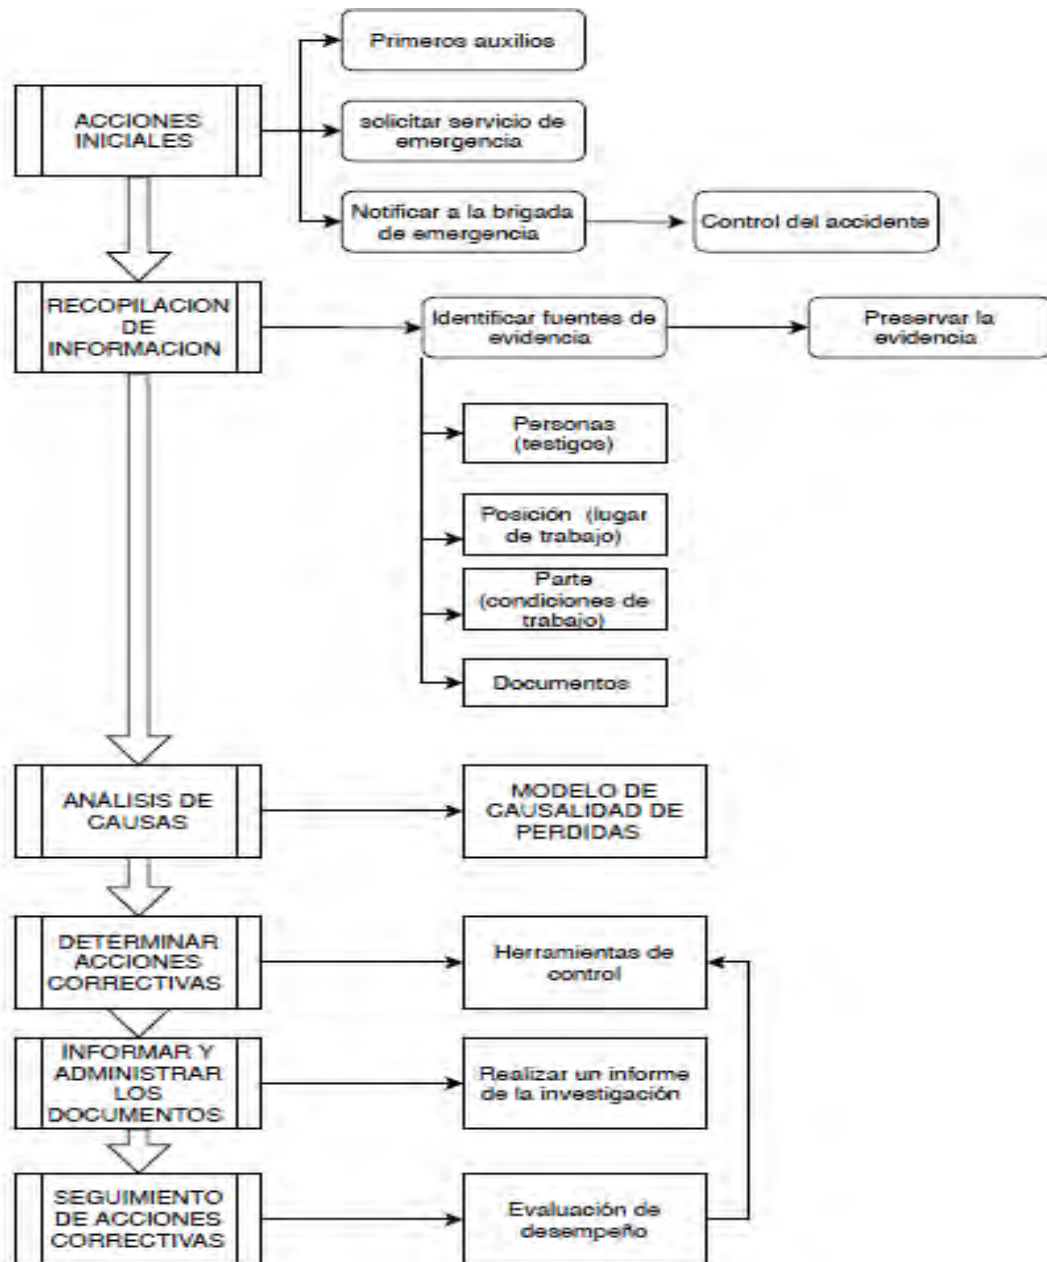 Primeros auxilios
ACCIONES
INICIALES
solicitar servicio de
emergencia
Notificar a la brigada
de emergencia
Control del accidente
RECOPILACION
DE
INFORMACION
Identificar fuentes de
evidencia
Preservar la
evidencia
Personas
(testigos)
Posición (lugar
de trabajo)
Parte
(condiciones de
trabajo)
Documentos
ANÁLISIS DE
CAUSAS
MODELO DE
CAUSALIDAD DE
PERDIDAS
DETERMINAR
ACCIONES
CORRECTIVAS
Herramientas de
control
INFORMAR Y
ADMINISTRAR
LOS
DOCUMENTOS
Realizar un informe
de la investigación
SEGUIMIENTO
DE ACCIONES
CORRECTIVAS
Evaluación de
desempeño